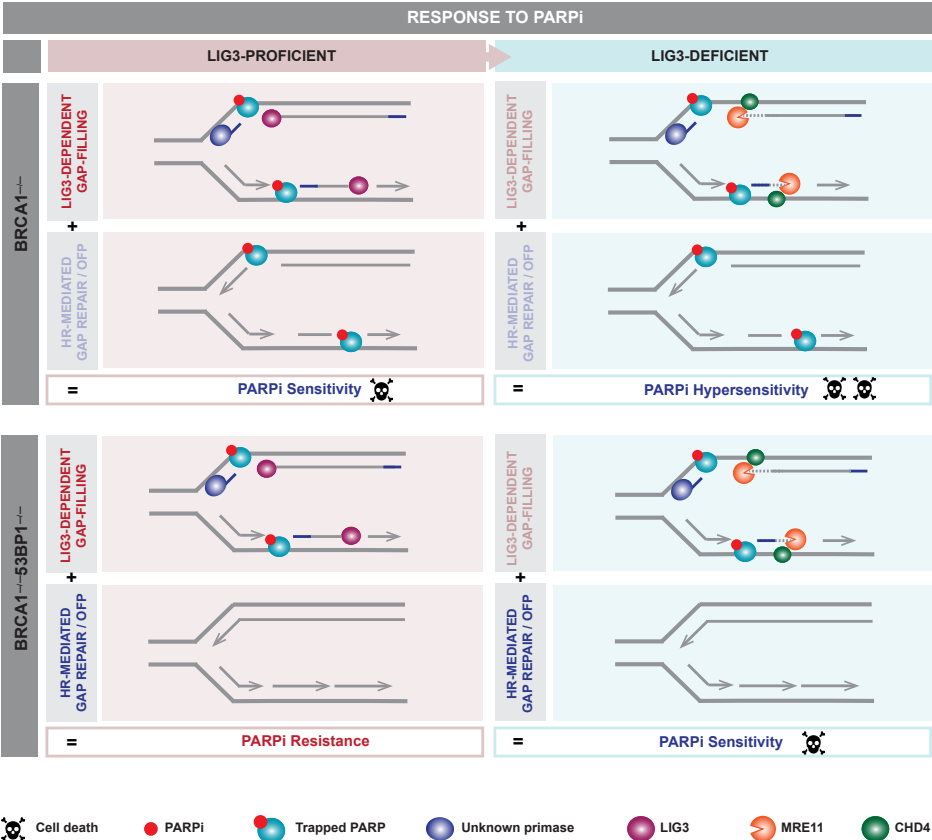 RESPONSE TO PARPi
LIG3-PROFICIENT
LIG3-DEFICIENT
BRCA1–/–
LIG3-DEPENDENT
GAP-FILLING
+
HR-MEDIATED
GAP REPAIR / OFP
LIG3-DEPENDENT
GAP-FILLING
+
HR-MEDIATED
GAP REPAIR / OFP
= PARPi Sensitivity
= PARPi Hypersensitivity
BRCA1–/–53BP1–/–
LIG3-DEPENDENT
GAP-FILLING
+
HR-MEDIATED
GAP REPAIR / OFP
LIG3-DEPENDENT
GAP-FILLING
+
HR-MEDIATED
GAP REPAIR / OFP
= PARPi Resistance
= PARPi Sensitivity
Cell death PARPi Trapped PARP Unknown primase LIG3 MRE11 CHD4